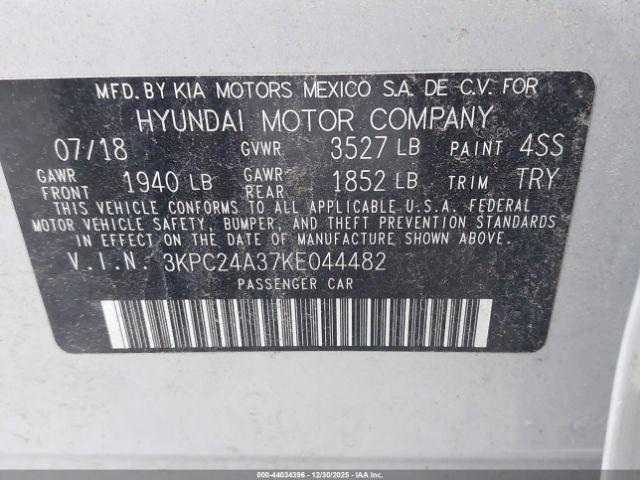 MFD. BY KIA MOTORS MEXICO S.A. DE C.V. FOR
HYUNDAI MOTOR COMPANY
07/18 GVWR 3527 LB PAINT 4SS
GAWR FRONT 1940 LB GAWR REAR 1852 LB TRIM TRY
THIS VEHICLE CONFORMS TO ALL APPLICABLE U.S.A. FEDERAL
MOTOR VEHICLE SAFETY, BUMPER, AND THEFT PREVENTION STANDARDS
IN EFFECT ON THE DATE OF MANUFACTURE SHOWN ABOVE.
V.I.N. 3KPC24A37KE044482
PASSENGER CAR
000-44034396 - 12/30/2025 - IAAI.COM